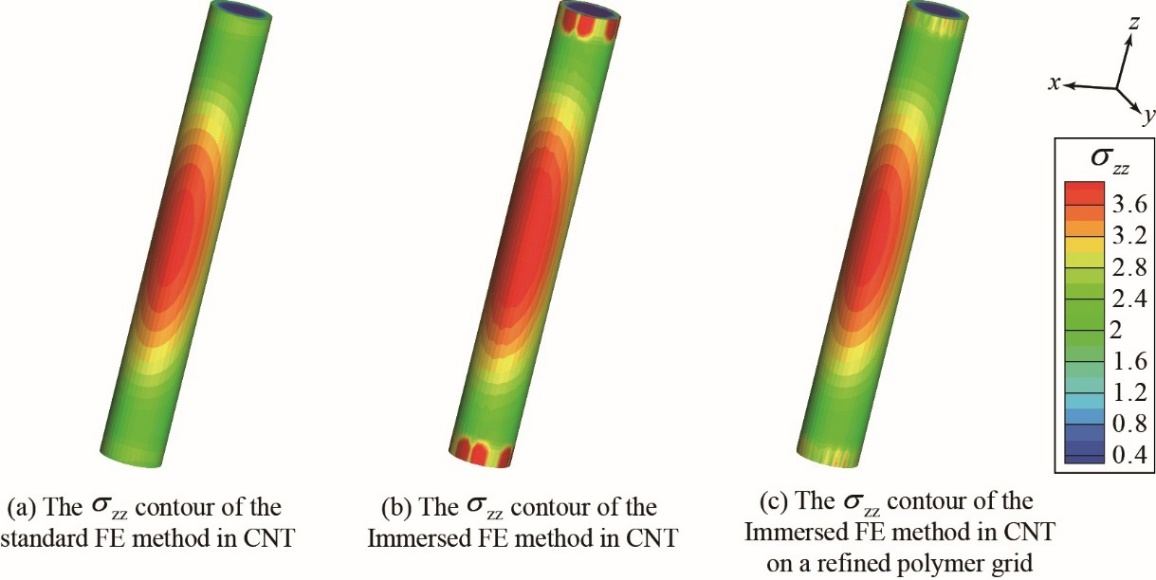 z
x
y
σzz
3.6
3.2
2.8
2.4
2
1.6
1.2
0.8
0.4
(a) The σzz contour of the
standard FE method in CNT
(b) The σzz contour of the
Immersed FE method in CNT
(c) The σzz contour of the
Immersed FE method in CNT
on a refined polymer grid